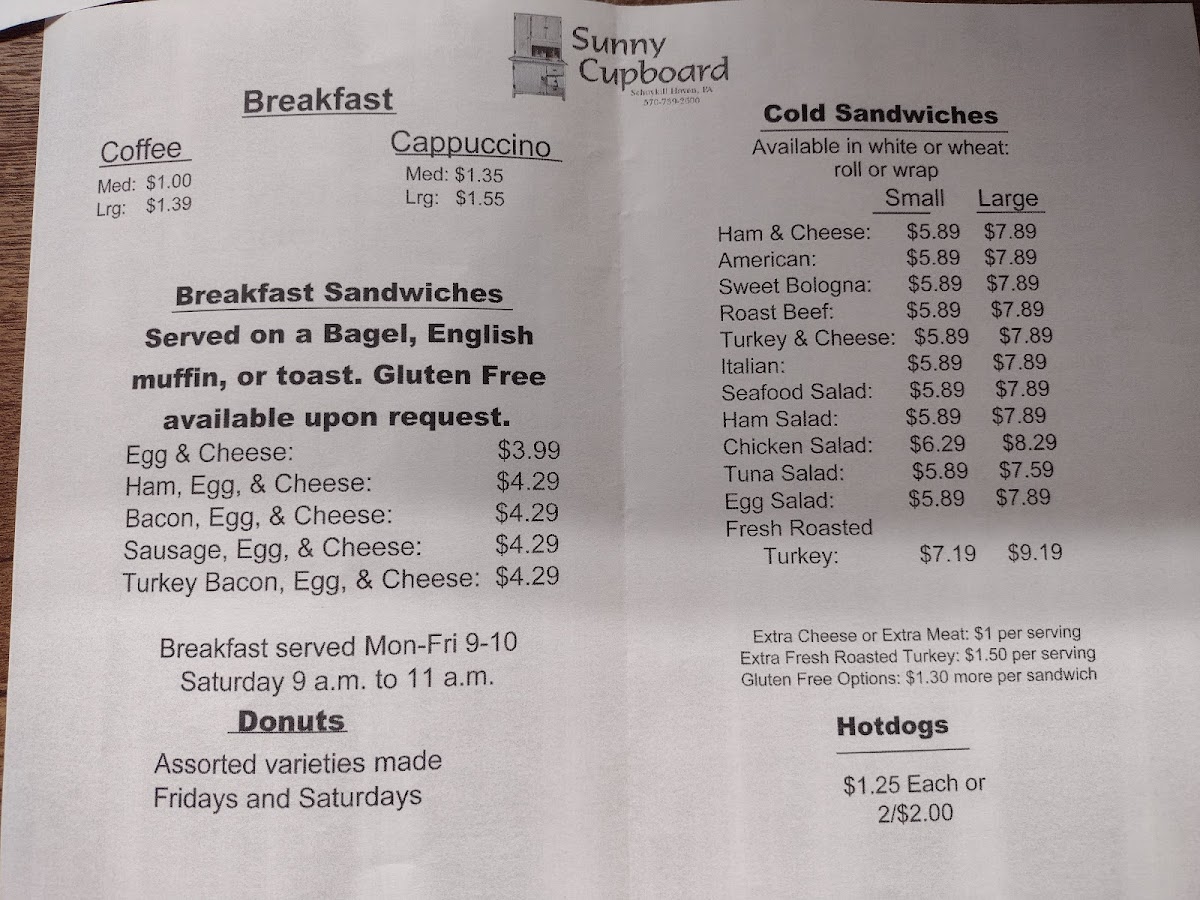 Sunny
Cupboard
Schuylkill Haven, PA
Breakfast
Coffee
Med: $1.00
Lrg: $1.39
Cappuccino
Med: $1.35
Lrg: $1.55
Breakfast Sandwiches
Served on a Bagel, English
muffin, or toast. Gluten Free
available upon request.
Egg & Cheese: $3.99
Ham, Egg, & Cheese: $4.29
Bacon, Egg, & Cheese: $4.29
Sausage, Egg, & Cheese: $4.29
Turkey Bacon, Egg, & Cheese: $4.29
Breakfast served Mon-Fri 9-10
Saturday 9 a.m. to 11 a.m.
Donuts
Assorted varieties made
Fridays and Saturdays
Cold Sandwiches
Available in white or wheat:
roll or wrap
Small Large
Ham & Cheese: $5.89 $7.89
American: $5.89 $7.89
Sweet Bologna: $5.89 $7.89
Roast Beef: $5.89 $7.89
Turkey & Cheese: $5.89 $7.89
Italian: $5.89 $7.89
Seafood Salad: $5.89 $7.89
Ham Salad: $5.89 $7.89
Chicken Salad: $6.29 $8.29
Tuna Salad: $5.89 $7.59
Egg Salad: $5.89 $7.89
Fresh Roasted
Turkey: $7.19 $9.19
Extra Cheese or Extra Meat: $1 per serving
Extra Fresh Roasted Turkey: $1.50 per serving
Gluten Free Options: $1.30 more per sandwich
Hotdogs
$1.25 Each or
2/$2.00